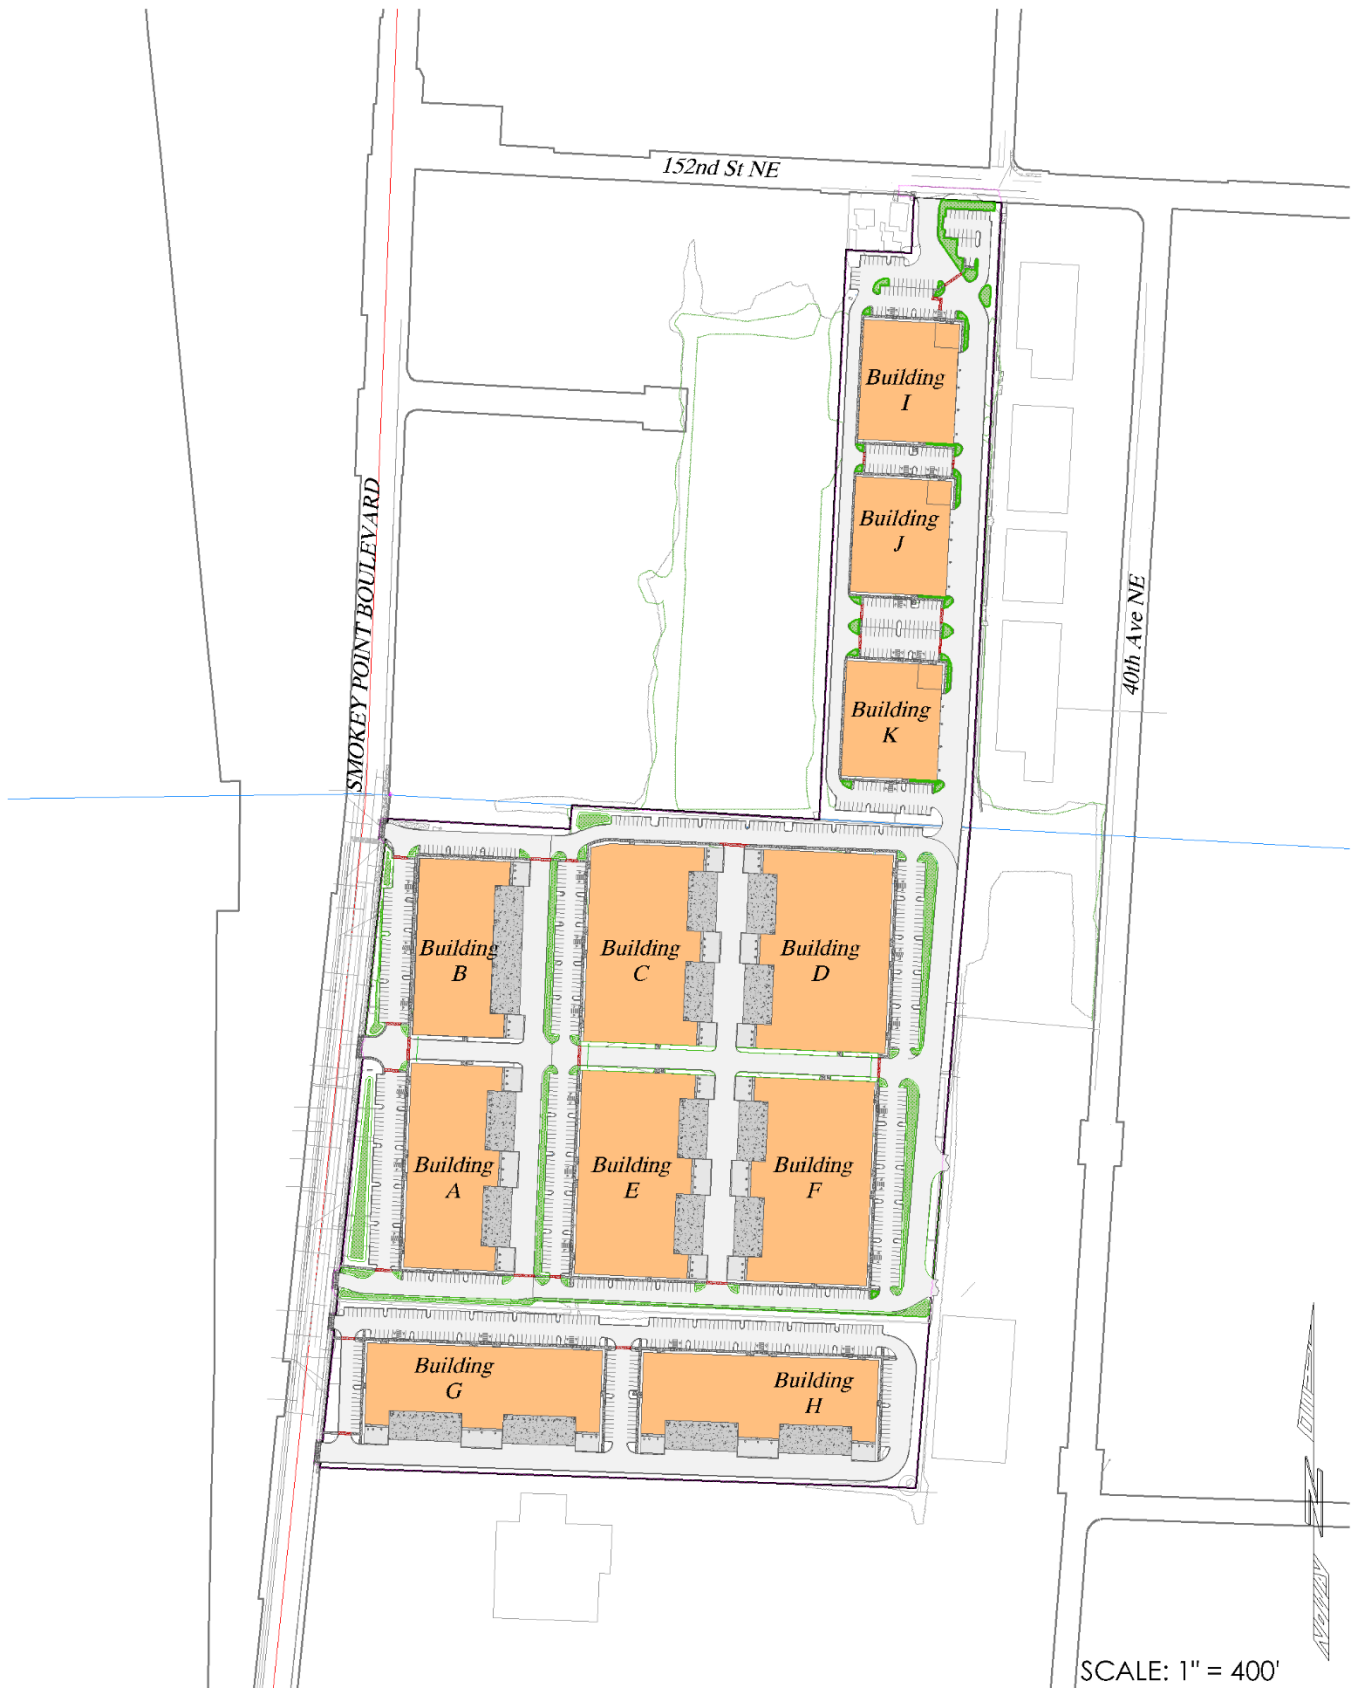 152nd St NE
Building
I
SMOKEY POINT BOULEVARD
Building
J
40th Ave NE
Building
K
Building
B
Building
C
Building
D
Building
A
Building
E
Building
F
Building
G
Building
H
N
SCALE: 1" = 400'